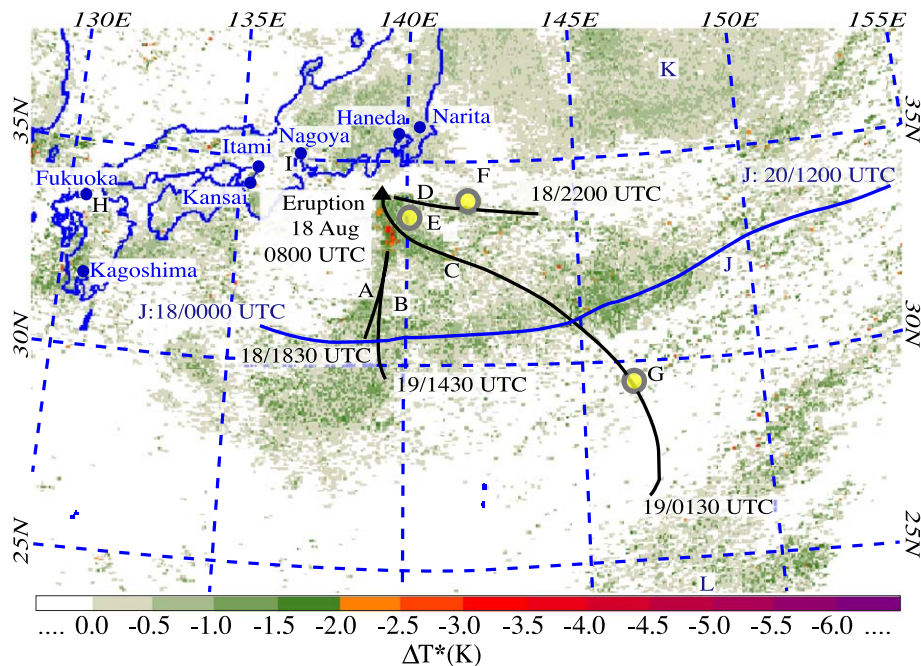 130E 135E 140E 145E 150E 155E
K
35N 35N
Haneda Narita
Nagoya
Itami I
Fukuoka F J: 20/1200 UTC
H Kansai Eruption D 18/2200 UTC
18 Aug E
0800 UTC
Kagoshima C J
A B
J:18/0000 UTC
30N 30N
18/1830 UTC
19/1430 UTC G
19/0130 UTC
25N 25N
L
.... 0.0 -0.5 -1.0 -1.5 -2.0 -2.5 -3.0 -3.5 -4.0 -4.5 -5.0 -5.5 -6.0 ....
ΔT*(K)